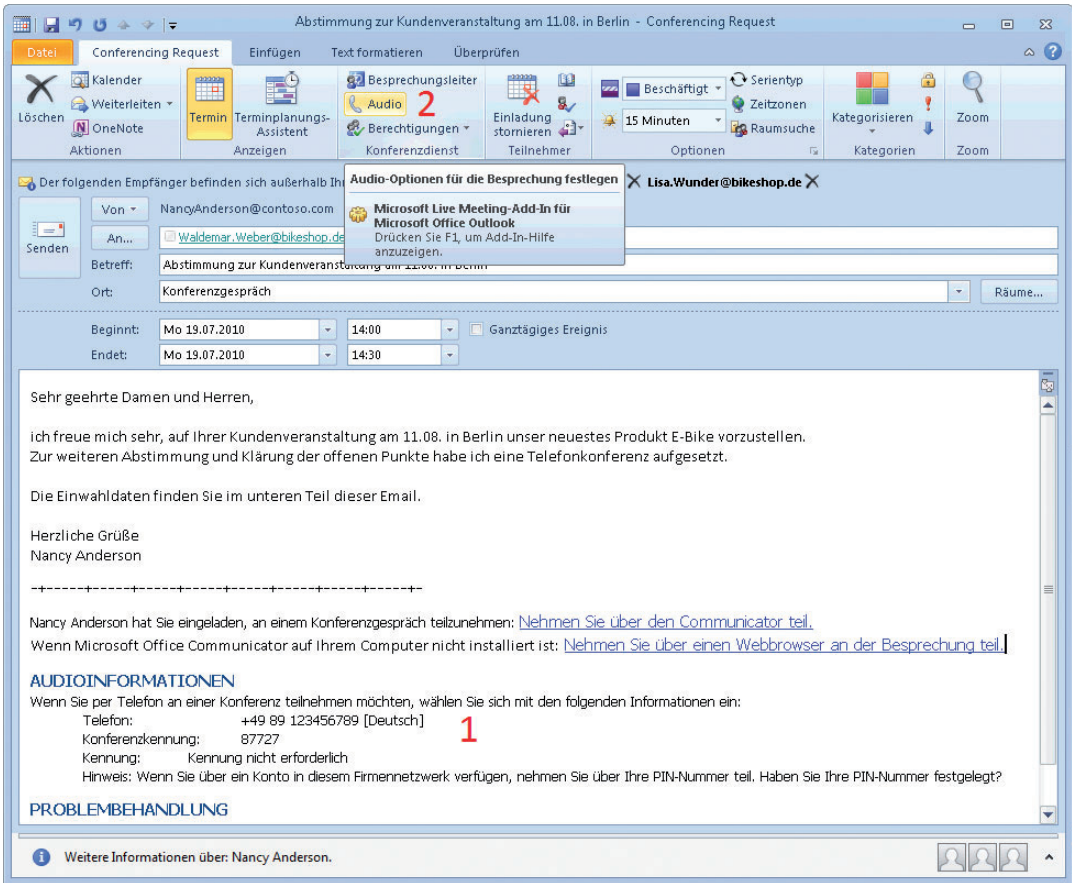 Abstimmung zur Kundenveranstaltung am 11.08. in Berlin - Conferencing Request
Datei Conferencing Request Einfügen Text formatieren Überprüfen
Löschen
Kalender
Weiterleiten
OneNote
Aktionen
Termin
Terminplanungs-
Assistent
Anzeigen
Besprechungsleiter
Audio 2
Berechtigungen
Konferenzdienst
Einladung
stornieren
Teilnehmer
Beschäftigt
15 Minuten
Serientyp
Zeitzonen
Raumsuche
Optionen
Kategorisieren
Kategorien
Zoom
Zoom
Der folgenden Empfänger befinden sich außerhalb Lisa.Wunder@bikeshop.de
Audio-Optionen für die Besprechung festlegen
Microsoft Live Meeting-Add-In für
Microsoft Office Outlook
Drücken Sie F1, um Add-In-Hilfe
anzuzeigen.
Senden
Von NancyAnderson@contoso.com
An... Waldemar.Weber@bikeshop.de
Betreff: Abstimmung zur Kundenveranstaltung am 11.08. in Berlin
Ort: Konferenzgespräch Räume...
Beginnt: Mo 19.07.2010 14:00 Ganztägiges Ereignis
Endet: Mo 19.07.2010 14:30
Sehr geehrte Damen und Herren,
ich freue mich sehr, auf Ihrer Kundenveranstaltung am 11.08. in Berlin unser neuestes Produkt E-Bike vorzustellen.
Zur weiteren Abstimmung und Klärung der offenen Punkte habe ich eine Telefonkonferenz aufgesetzt.
Die Einwahldaten finden Sie im unteren Teil dieser Email.
Herzliche Grüße
Nancy Anderson
-+-----+-----+-----+-----+-----+-----+-----+-----+-
Nancy Anderson hat Sie eingeladen, an einem Konferenzgespräch teilzunehmen: Nehmen Sie über den Communicator teil.
Wenn Microsoft Office Communicator auf Ihrem Computer nicht installiert ist: Nehmen Sie über einen Webbrowser an der Besprechung teil.
AUDIOINFORMATIONEN
Wenn Sie per Telefon an einer Konferenz teilnehmen möchten, wählen Sie sich mit den folgenden Informationen ein:
Telefon: +49 89 123456789 [Deutsch]
Konferenzkennung: 87727 1
Kennung: Kennung nicht erforderlich
Hinweis: Wenn Sie über ein Konto in diesem Firmennetzwerk verfügen, nehmen Sie über Ihre PIN-Nummer teil. Haben Sie Ihre PIN-Nummer festgelegt?
PROBLEMBEHANDLUNG
Weitere Informationen über: Nancy Anderson.